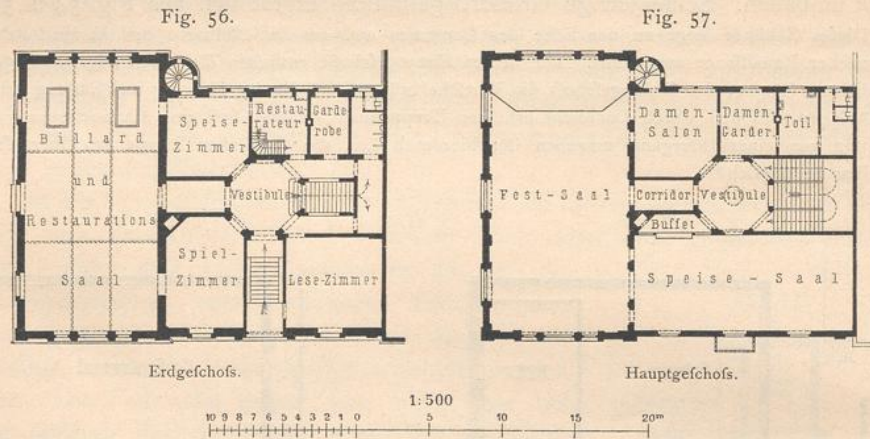 Fig. 56.
Billard
und
Restaurations
Saal
Speise-
Zimmer
Restau-
rateur
Garde-
robe
Vestibule
Spiel-
Zimmer
Lese-Zimmer
Erdgeſchoſs.
Fig. 57.
Fest-Saal
Damen-
Salon
Damen-
Garder.
Toil
Corridor
Vestibule
Buffet
Speise-Saal
Hauptgeſchoſs.
1:500
10 9 8 7 6 5 4 3 2 1 0 5 10 15 20m